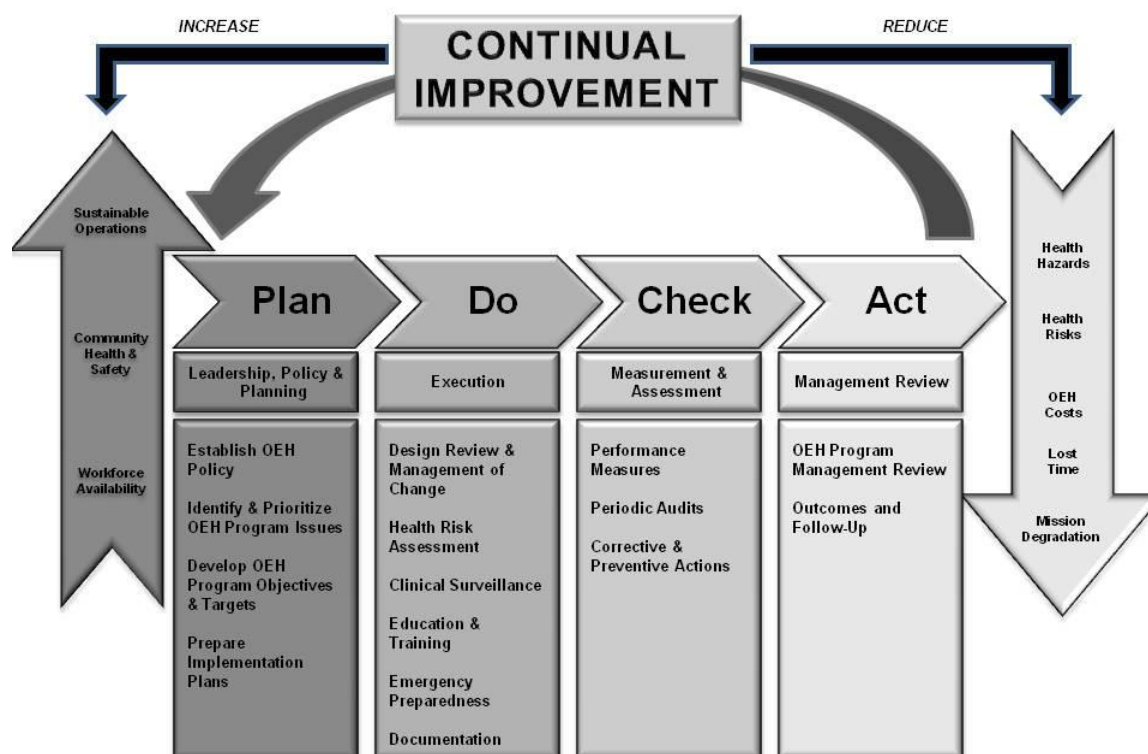 INCREASE
CONTINUAL
IMPROVEMENT
REDUCE
Sustainable
Operations
Community
Health &
Safety
Workforce
Availability
Plan
Leadership, Policy &
Planning
Establish OEH
Policy
Identify & Prioritize
OEH Program Issues
Develop OEH
Program Objectives
& Targets
Prepare
Implementation
Plans
Do
Execution
Design Review &
Management of
Change
Health Risk
Assessment
Clinical Surveillance
Education &
Training
Emergency
Preparedness
Documentation
Check
Measurement &
Assessment
Performance
Measures
Periodic Audits
Corrective &
Preventive Actions
Act
Management Review
OEH Program
Management Review
Outcomes and
Follow-Up
Health
Hazards
Health
Risks
OEH
Costs
Lost
Time
Mission
Degradation